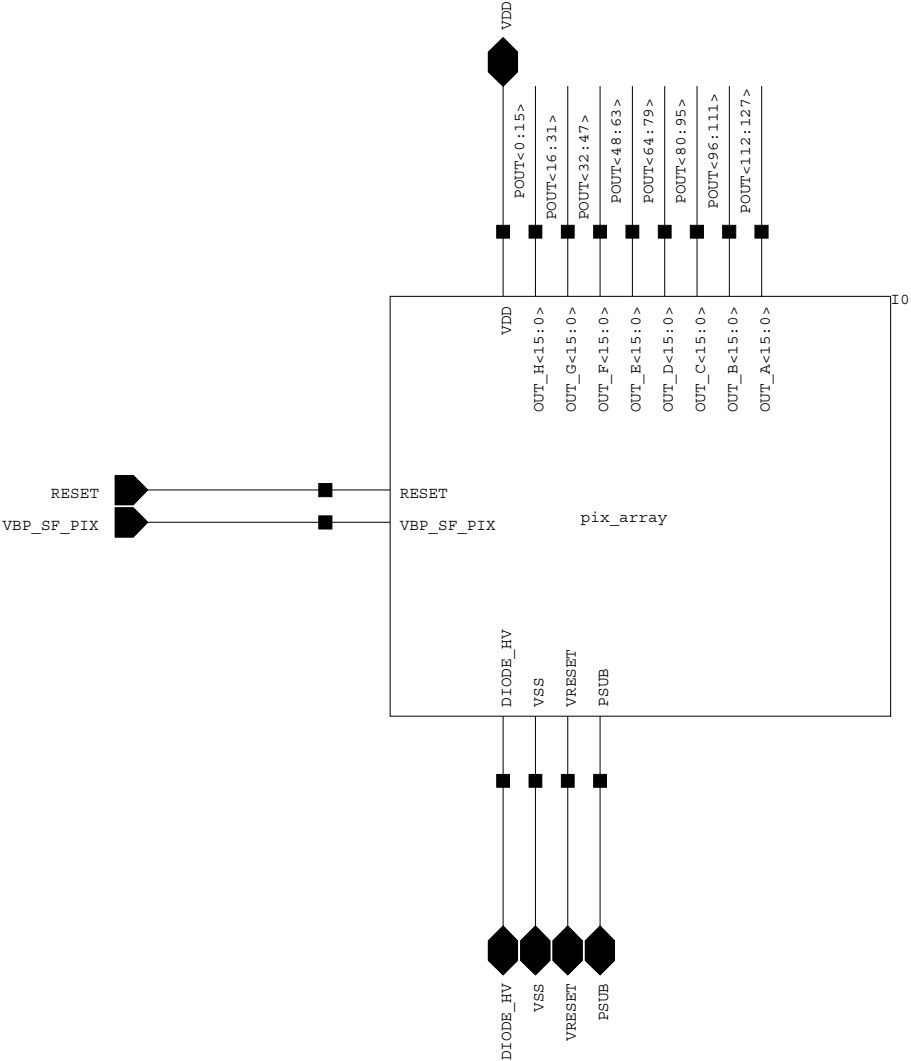 VDD
POUT<0:15>
POUT<16:31>
POUT<32:47>
POUT<48:63>
POUT<64:79>
POUT<80:95>
POUT<96:111>
POUT<112:127>
I0
VDD
OUT_H<15:0>
OUT_G<15:0>
OUT_F<15:0>
OUT_E<15:0>
OUT_D<15:0>
OUT_C<15:0>
OUT_B<15:0>
OUT_A<15:0>
RESET
RESET
VBP_SF_PIX
VBP_SF_PIX
pix_array
DIODE_HV
VSS
VRESET
PSUB
DIODE_HV
VSS
VRESET
PSUB